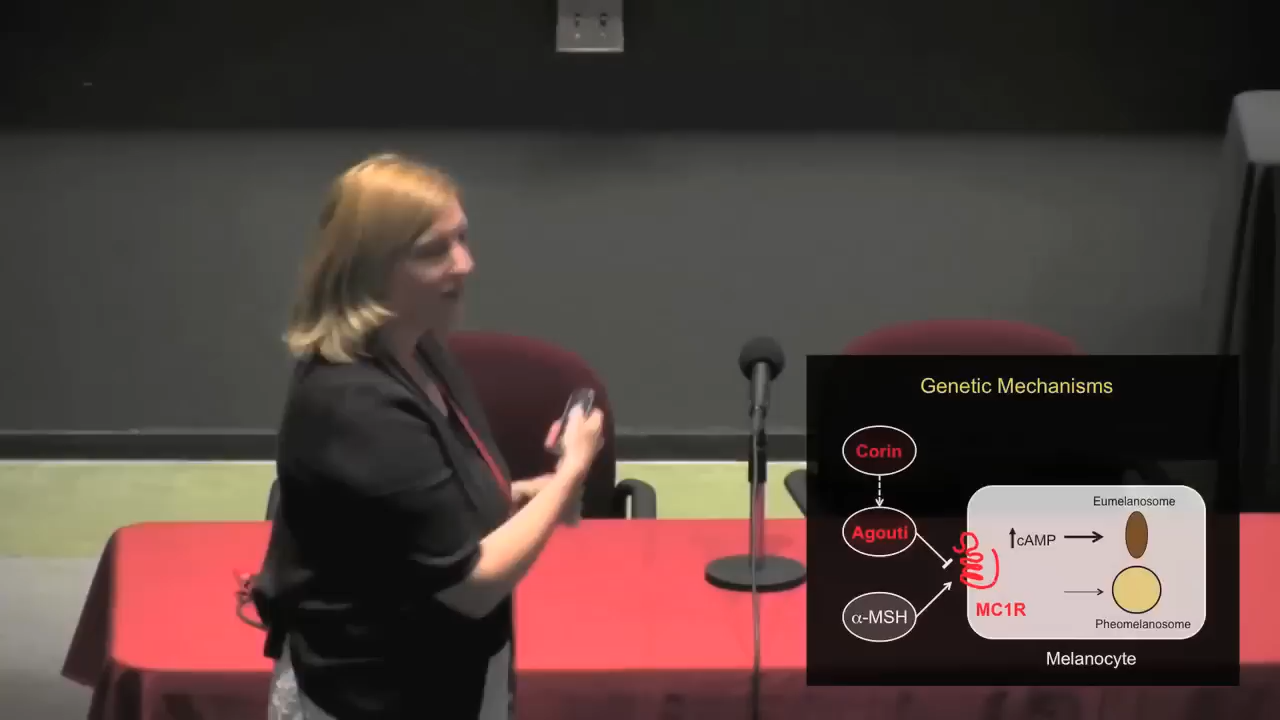 Genetic Mechanisms
Corin
Agouti
α-MSH
MC1R
cAMP
Eumelanosome
Pheomelanosome
Melanocyte